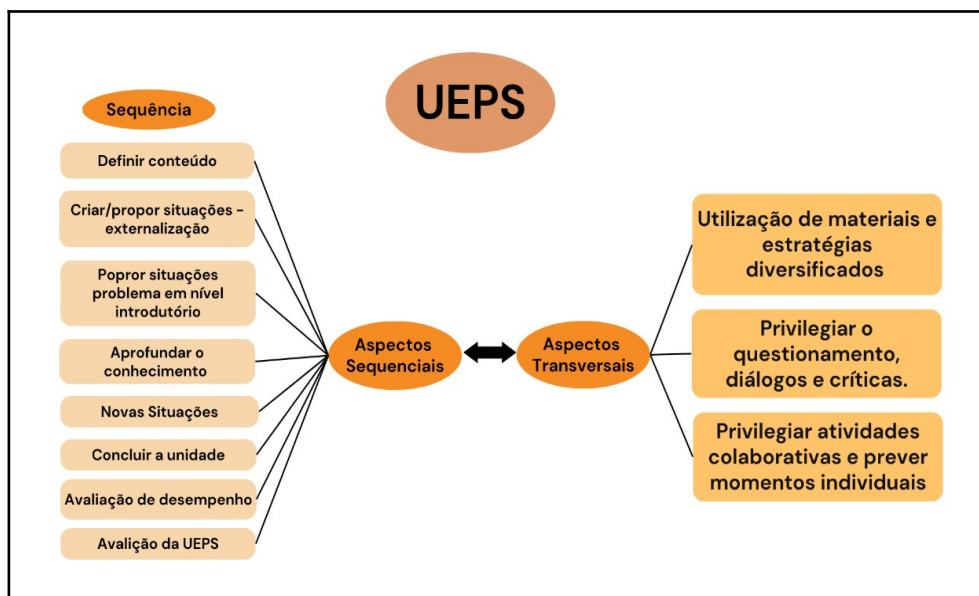 UEPS
Sequência
Definir conteúdo
Criar/propor situações –
externalização
Popror situações
problema em nível
introdutório
Aprofundar o
conhecimento
Novas Situações
Concluir a unidade
Avaliação de desempenho
Avalição da UEPS
Aspectos
Sequenciais
Aspectos
Transversais
Utilização de materiais e
estratégias
diversificados
Privilegiar o
questionamento,
diálogos e críticas.
Privilegiar atividades
colaborativas e prever
momentos individuais